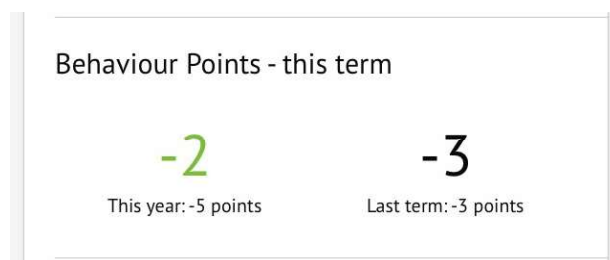 Behaviour Points - this term
-2 -3
This year: -5 points Last term: -3 points